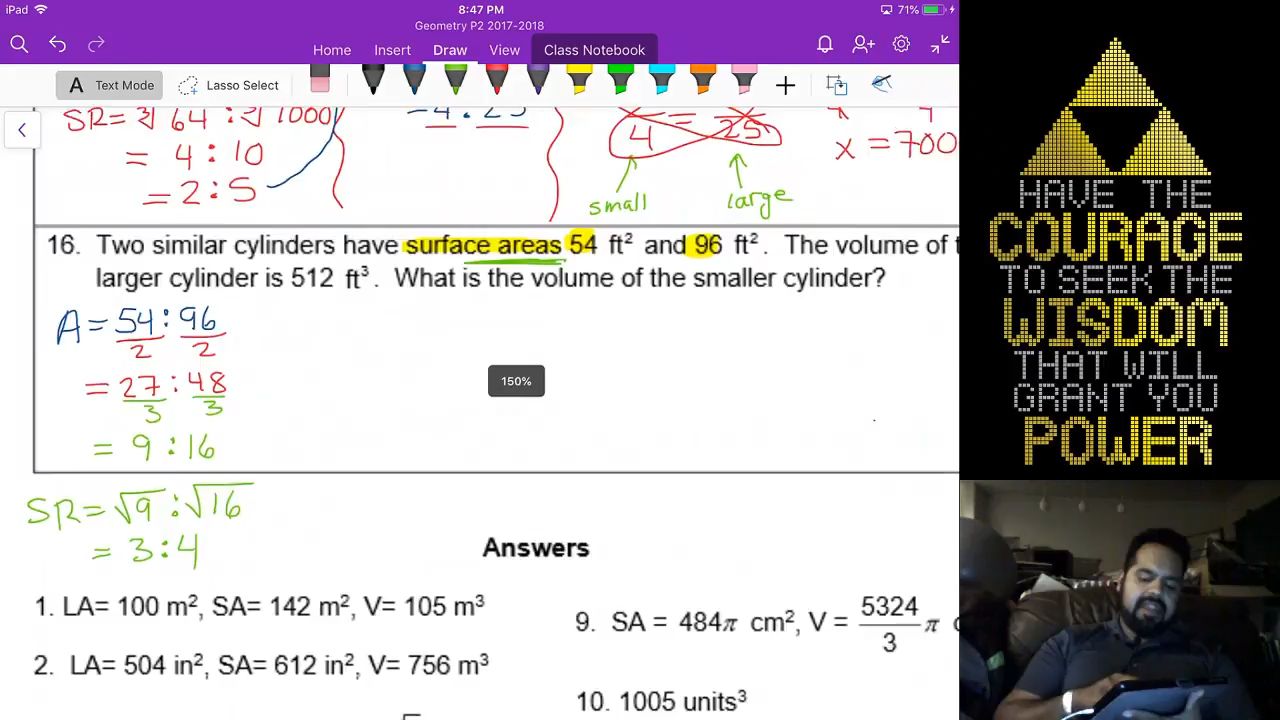 iPad
8:47 PM
71%
Geometry P2 2017-2018
Home Insert Draw View Class Notebook
A Text Mode Lasso Select
SR = ∛64 : ∛1000
= 4 : 10
= 2 : 5
= 4 : 25
4 = 25
x = 700
small large
16. Two similar cylinders have surface areas 54 ft² and 96 ft². The volume of
larger cylinder is 512 ft³. What is the volume of the smaller cylinder?
A = 54 : 96
2 2
= 27 : 48
3 3
= 9 : 16
150%
SR = √9 : √16
= 3 : 4
Answers
1. LA= 100 m², SA= 142 m², V= 105 m³
2. LA= 504 in², SA= 612 in², V= 756 m³
9. SA = 484π cm², V = 5324/3 π
10. 1005 units³
HAVE THE
COURAGE
TO SEEK THE
WISDOM
THAT WILL
GRANT YOU
POWER